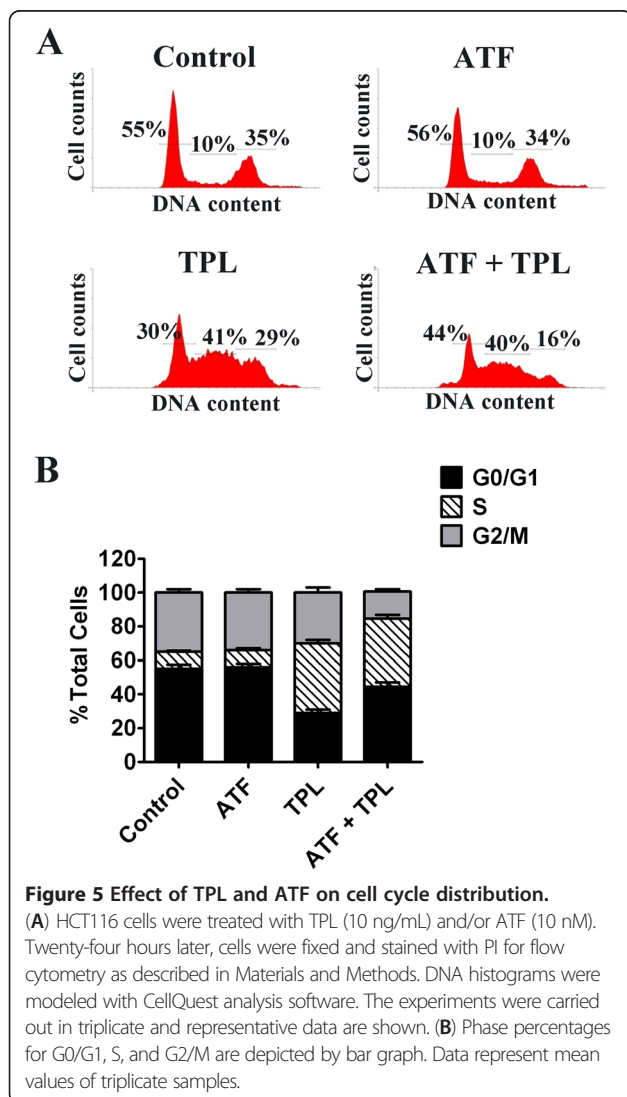 A
Control
ATF
Cell counts
55%
10%
35%
DNA content
Cell counts
56%
10%
34%
DNA content
TPL
ATF + TPL
Cell counts
30%
41%
29%
DNA content
Cell counts
44%
40%
16%
DNA content
B
G0/G1
S
G2/M
% Total Cells
120
100
80
60
40
20
0
Control
ATF
TPL
ATF + TPL
Figure 5 Effect of TPL and ATF on cell cycle distribution.
(A) HCT116 cells were treated with TPL (10 ng/mL) and/or ATF (10 nM).
Twenty-four hours later, cells were fixed and stained with PI for flow
cytometry as described in Materials and Methods. DNA histograms were
modeled with CellQuest analysis software. The experiments were carried
out in triplicate and representative data are shown. (B) Phase percentages
for G0/G1, S, and G2/M are depicted by bar graph. Data represent mean
values of triplicate samples.